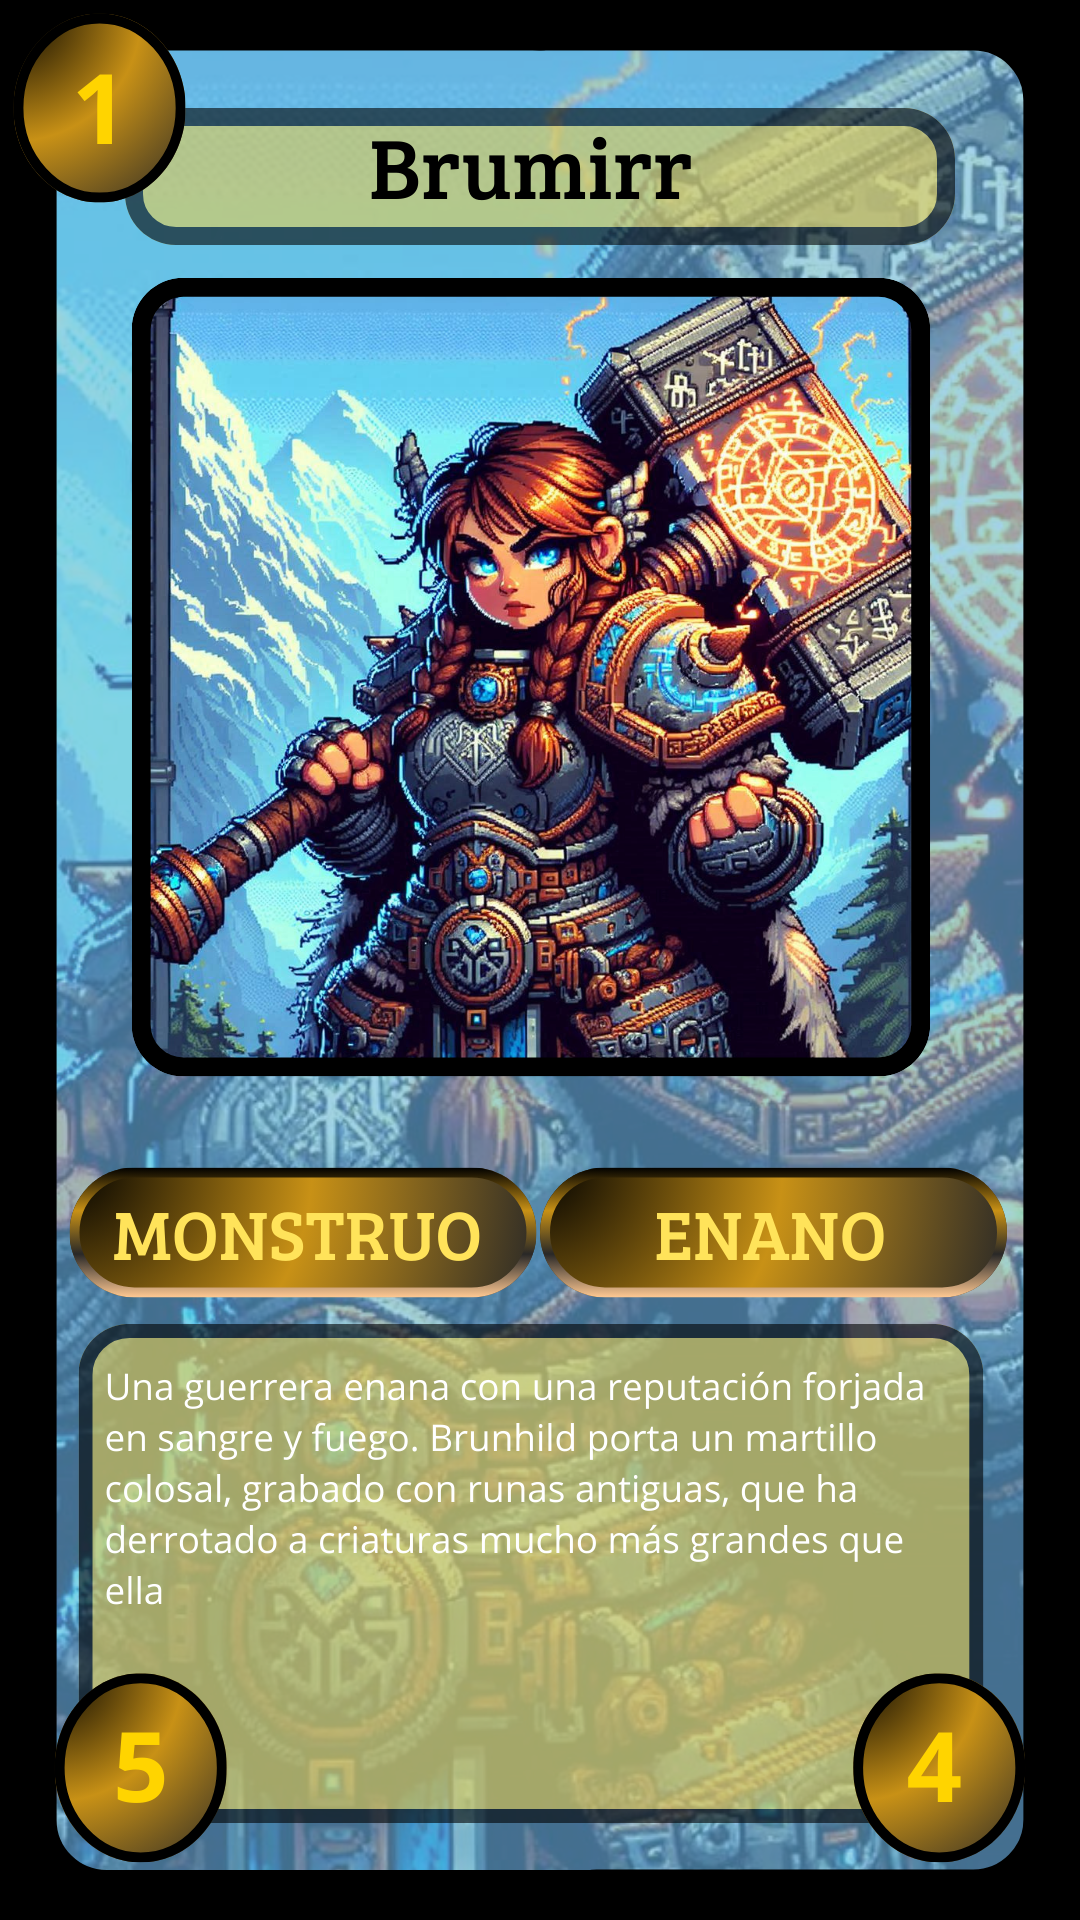 1
Brumirr
MONSTRUO ENANO
Una guerrera enana con una reputación forjada
en sangre y fuego. Brunhild porta un martillo
colosal, grabado con runas antiguas, que ha
derrotado a criaturas mucho más grandes que
ella
5 4